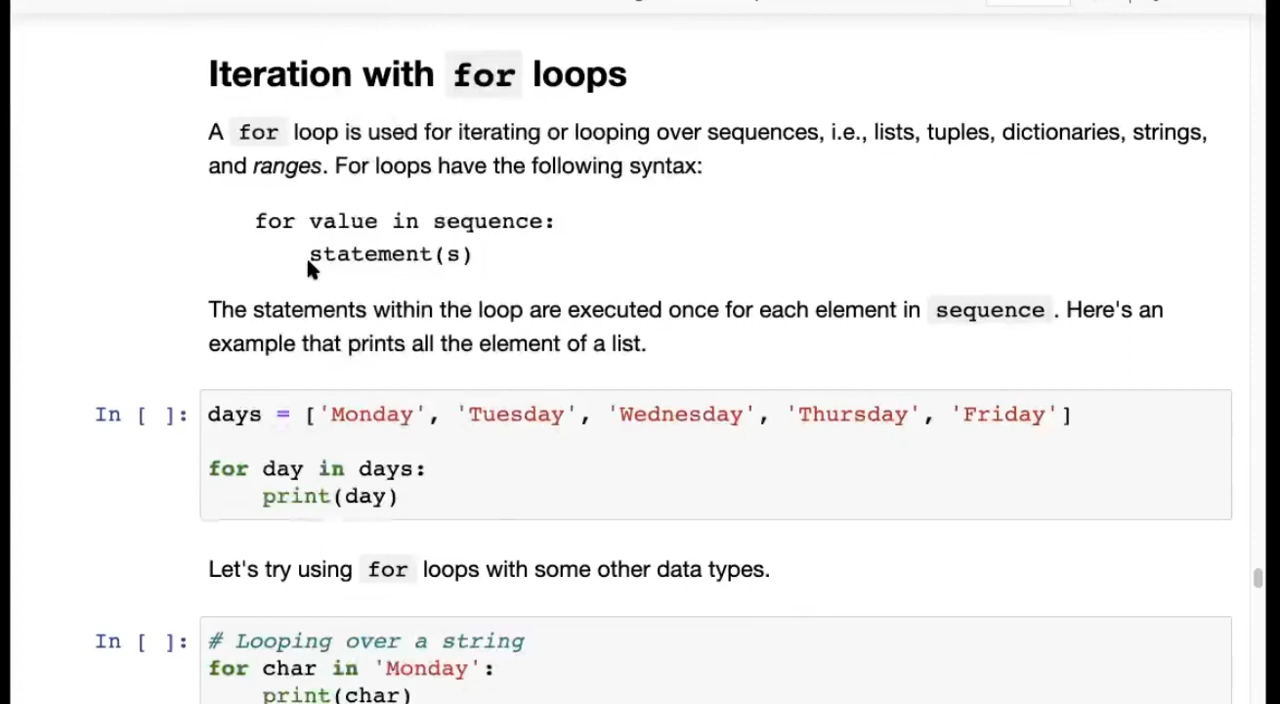 Iteration with for loops
A for loop is used for iterating or looping over sequences, i.e., lists, tuples, dictionaries, strings,
and ranges. For loops have the following syntax:
for value in sequence:
statement(s)
The statements within the loop are executed once for each element in sequence . Here's an
example that prints all the element of a list.
In [ ]: days = ['Monday', 'Tuesday', 'Wednesday', 'Thursday', 'Friday']
for day in days:
print(day)
Let's try using for loops with some other data types.
In [ ]: # Looping over a string
for char in 'Monday':
print(char)